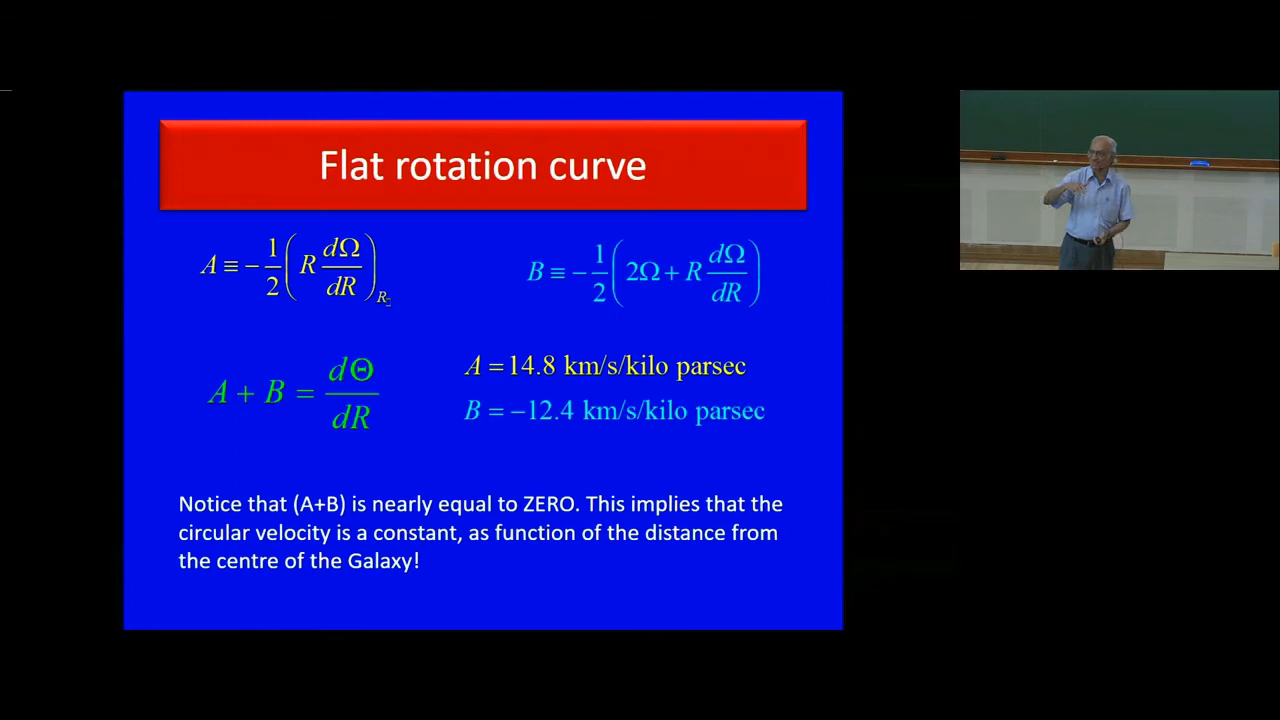 Flat rotation curve
A ≡ −1/2 (R dΩ/dR)_R
B ≡ −1/2 (2Ω + R dΩ/dR)
A + B = dΘ/dR
A = 14.8 km/s/kilo parsec
B = −12.4 km/s/kilo parsec
Notice that (A+B) is nearly equal to ZERO. This implies that the
circular velocity is a constant, as function of the distance from
the centre of the Galaxy!